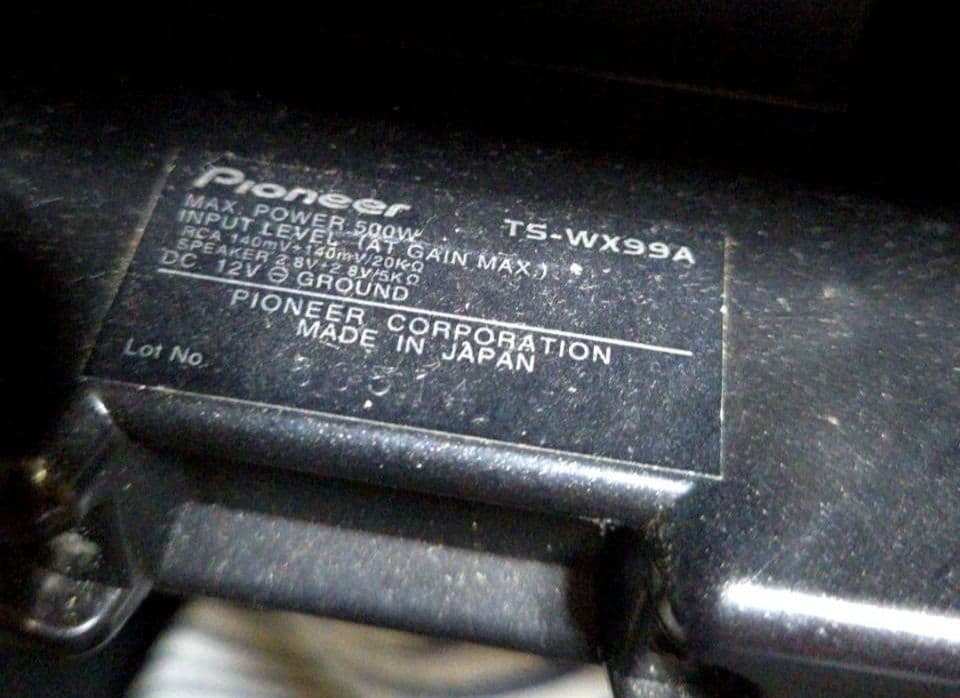 Pioneer
TS-WX99A
MAX. POWER 500W
INPUT LEVEL (AT GAIN MAX.)
RCA 140mV+140mV/20KΩ
SPEAKER 2.8V+2.8V/5KΩ
DC 12V ⊖ GROUND
PIONEER CORPORATION
MADE IN JAPAN
Lot No.